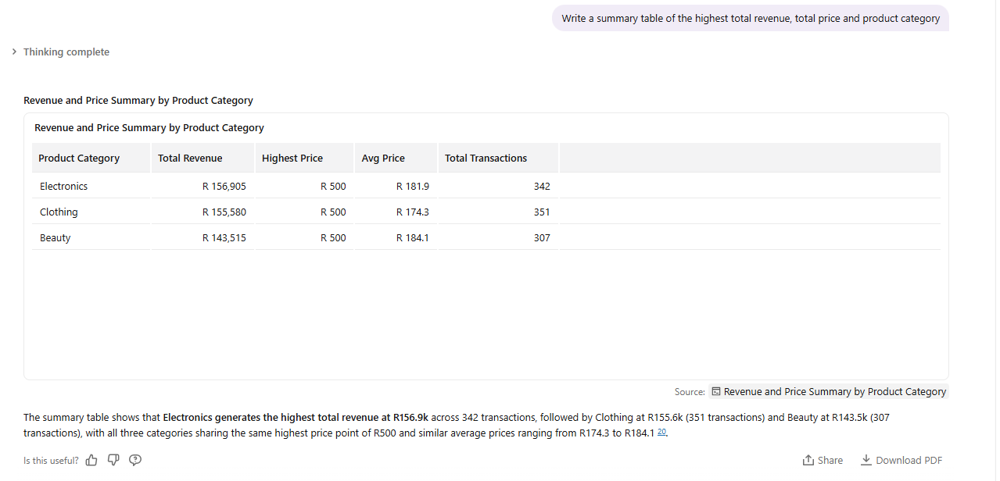 Write a summary table of the highest total revenue, total price and product category
Thinking complete
Revenue and Price Summary by Product Category
Revenue and Price Summary by Product Category
Product Category Total Revenue Highest Price Avg Price Total Transactions
Electronics R 156,905 R 500 R 181.9 342
Clothing R 155,580 R 500 R 174.3 351
Beauty R 143,515 R 500 R 184.1 307
Source: Revenue and Price Summary by Product Category
The summary table shows that Electronics generates the highest total revenue at R156.9k across 342 transactions, followed by Clothing at R155.6k (351 transactions) and Beauty at R143.5k (307
transactions), with all three categories sharing the same highest price point of R500 and similar average prices ranging from R174.3 to R184.1 20.
Is this useful? Share Download PDF